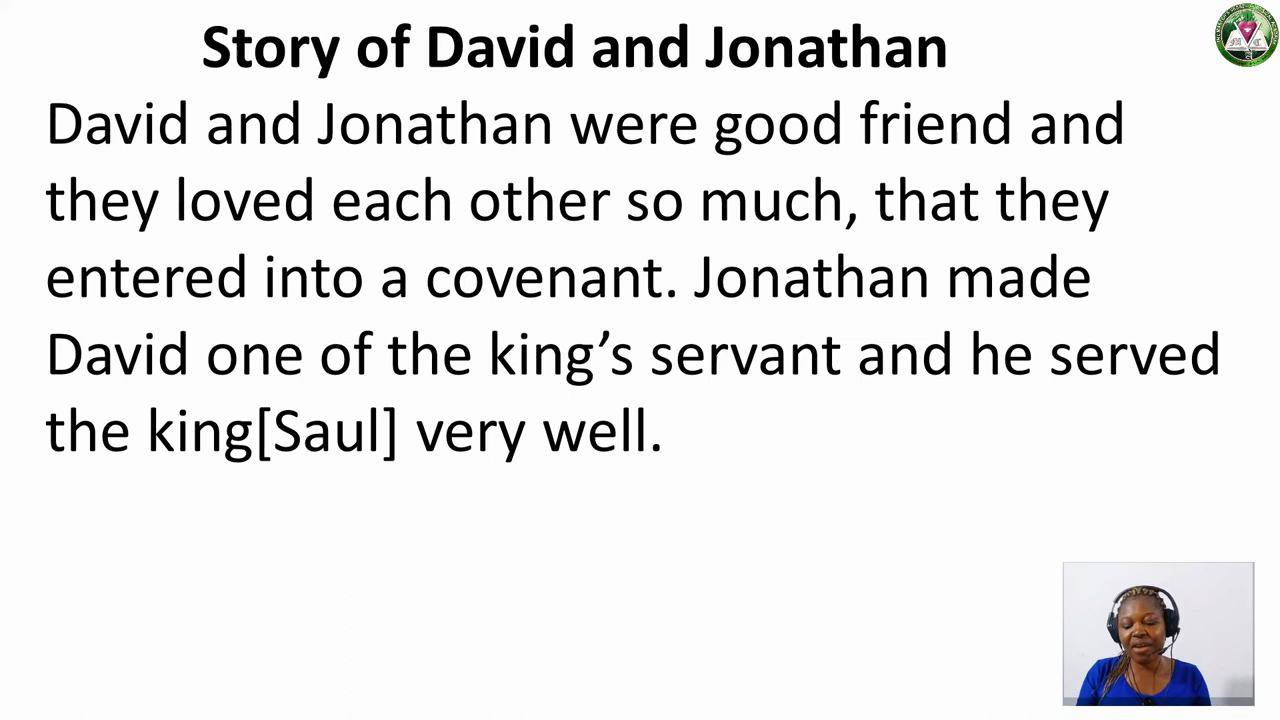 Story of David and Jonathan
David and Jonathan were good friend and
they loved each other so much, that they
entered into a covenant. Jonathan made
David one of the king’s servant and he served
the king[Saul] very well.